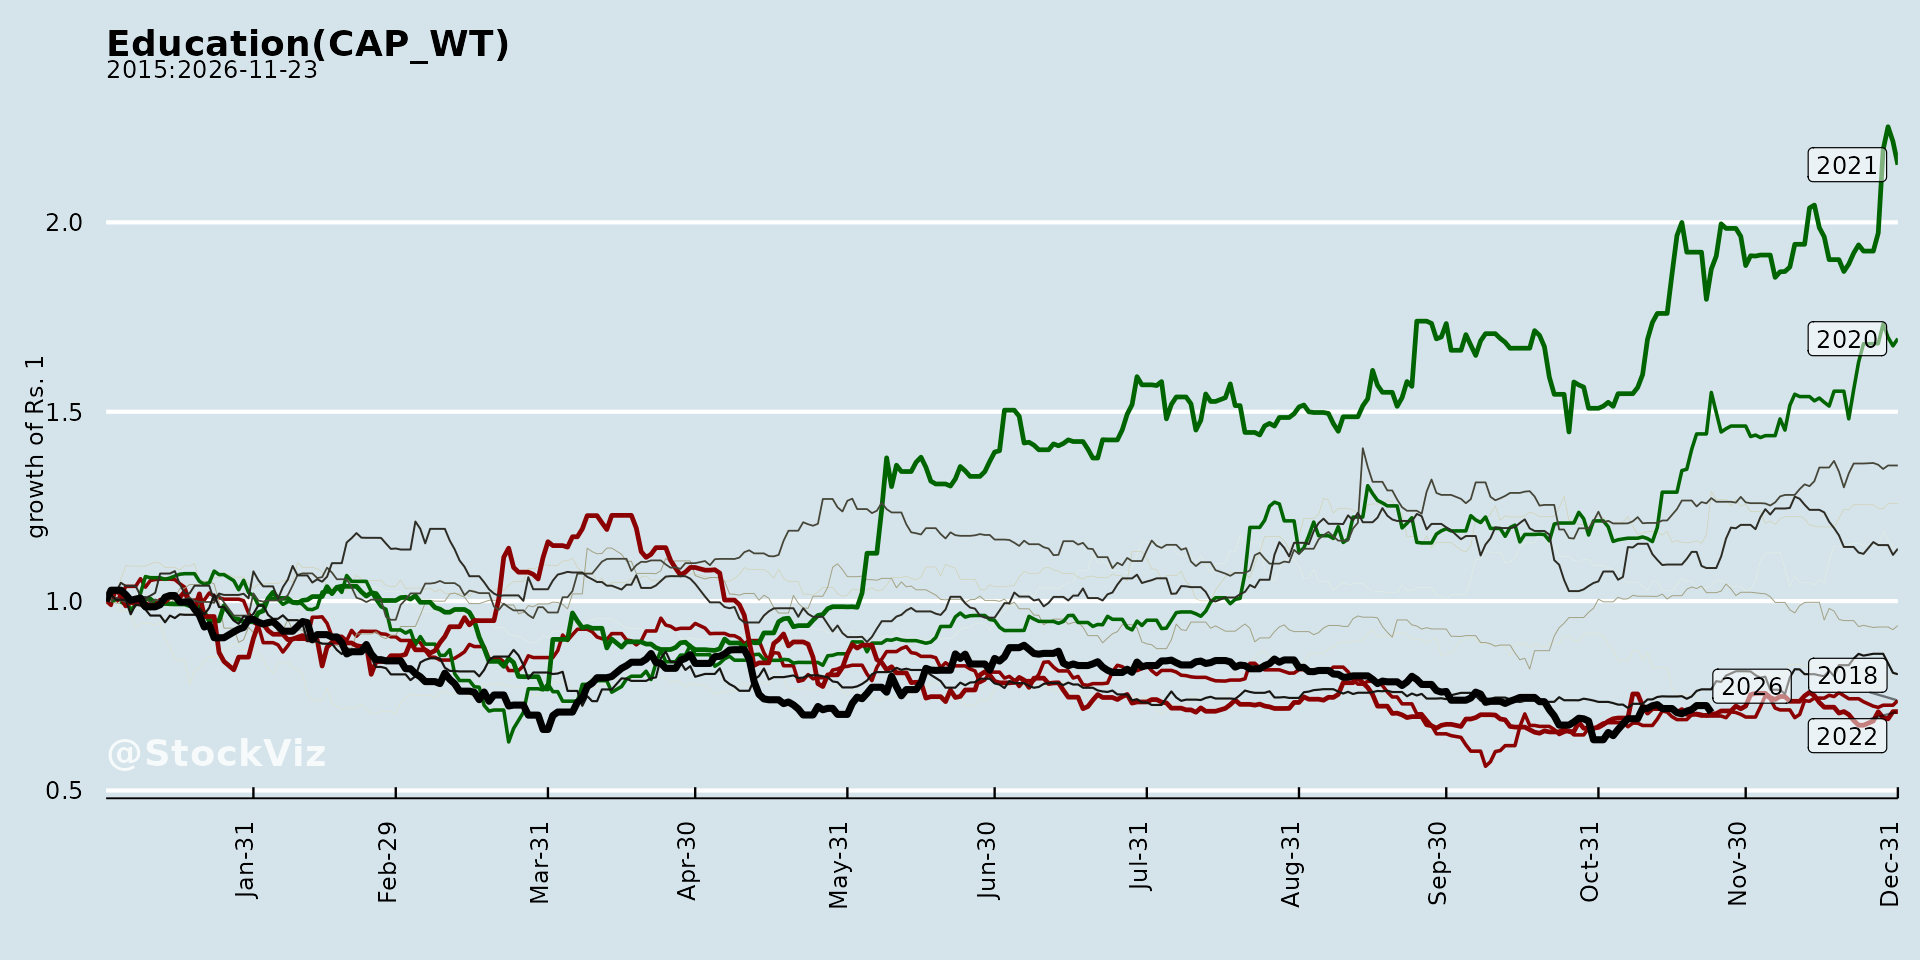 Education(CAP_WT)
2015:2026-11-23
growth of Rs. 1
2.0
1.5
1.0
0.5
2021
2020
2026
2018
2022
@StockViz
Jan-31
Feb-29
Mar-31
Apr-30
May-31
Jun-30
Jul-31
Aug-31
Sep-30
Oct-31
Nov-30
Dec-31